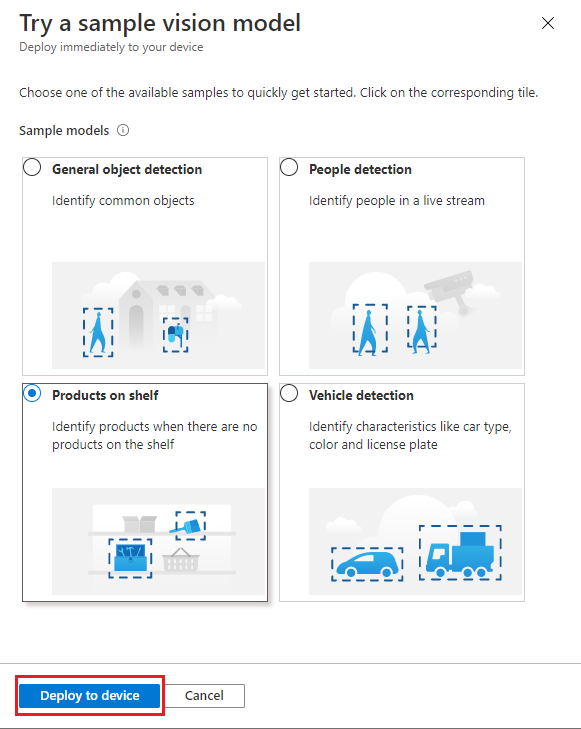 Try a sample vision model
Deploy immediately to your device
Choose one of the available samples to quickly get started. Click on the corresponding tile.
Sample models
General object detection
Identify common objects
People detection
Identify people in a live stream
Products on shelf
Identify products when there are no
products on the shelf
Vehicle detection
Identify characteristics like car type,
color and license plate
Deploy to device
Cancel